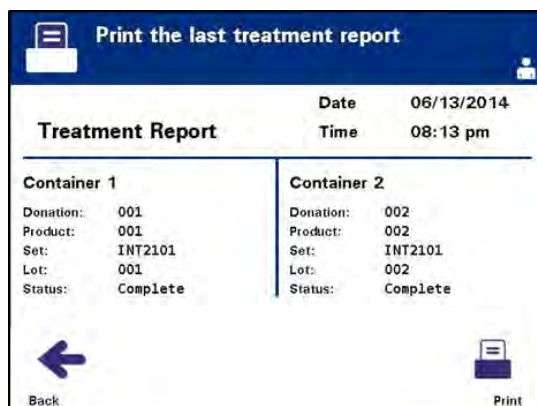 Print the last treatment report
Treatment Report
Date 06/13/2014
Time 08:13 pm
Container 1
Donation: 001
Product: 001
Set: INT2101
Lot: 001
Status: Complete
Container 2
Donation: 002
Product: 002
Set: INT2101
Lot: 002
Status: Complete
Back
Print